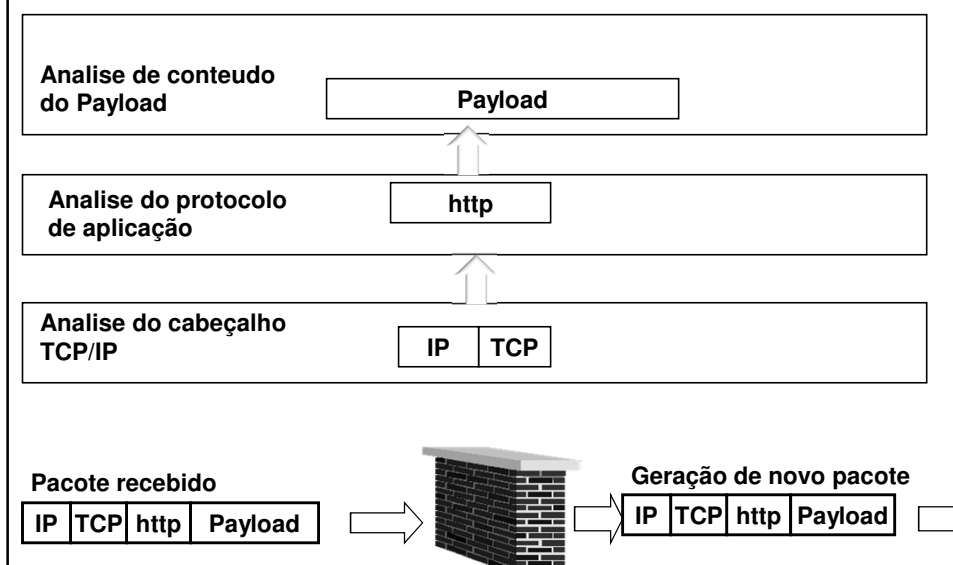 Analise de conteudo
do Payload
Payload
Analise do protocolo
de aplicação
http
Analise do cabeçalho
TCP/IP
IP TCP
Pacote recebido
IP TCP http Payload
Geração de novo pacote
IP TCP http Payload